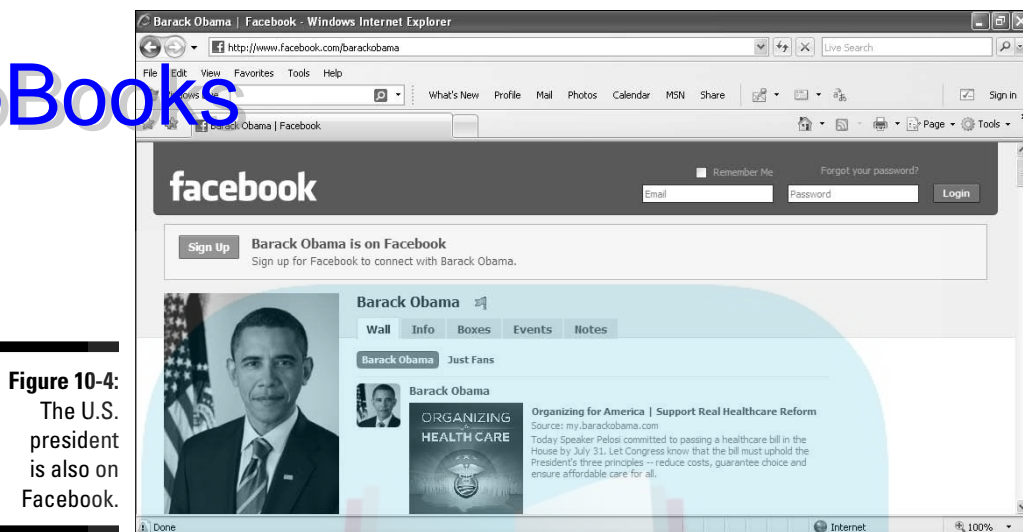 Barack Obama | Facebook - Windows Internet Explorer
http://www.facebook.com/barackobama
Live Search
File Edit View Favorites Tools Help
Books
What's New Profile Mail Photos Calendar MSN Share
Sign in
Barack Obama | Facebook
Page
Tools
facebook
Remember Me
Forgot your password?
Email
Password
Login
Sign Up
Barack Obama is on Facebook
Sign up for Facebook to connect with Barack Obama.
Barack Obama
Wall Info Boxes Events Notes
Barack Obama Just Fans
Barack Obama
ORGANIZING
HEALTH CARE
Organizing for America | Support Real Healthcare Reform
Source: my.barackobama.com
Today Speaker Pelosi committed to passing a healthcare bill in the
House by July 31. Let Congress know that the bill must uphold the
President's three principles -- reduce costs, guarantee choice and
ensure affordable care for all.
Figure 10-4:
The U.S.
president
is also on
Facebook.
Done
Internet
100%